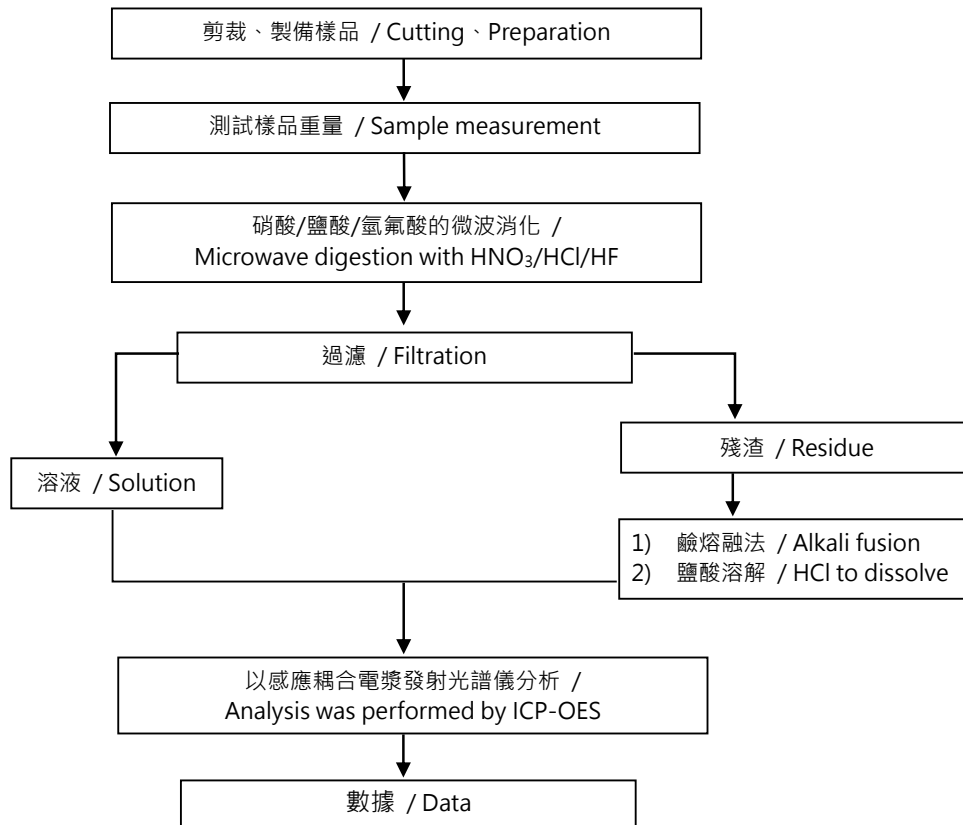 剪裁、製備樣品 / Cutting、Preparation
測試樣品重量 / Sample measurement
硝酸/鹽酸/氫氟酸的微波消化 /
Microwave digestion with HNO₃/HCl/HF
過濾 / Filtration
溶液 / Solution
殘渣 / Residue
1) 鹼熔融法 / Alkali fusion
2) 鹽酸溶解 / HCl to dissolve
以感應耦合電漿發射光譜儀分析 /
Analysis was performed by ICP-OES
數據 / Data